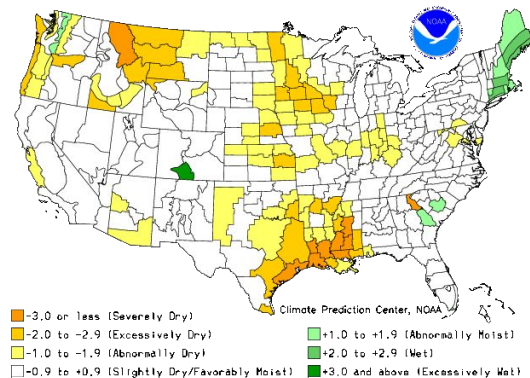 NOAA
Climate Prediction Center, NOAA
-3.0 or less (Severely Dry)
-2.0 to -2.9 (Excessively Dry)
-1.0 to -1.9 (Abnormally Dry)
-0.9 to +0.9 (Slightly Dry/Favorably Moist)
+1.0 to +1.9 (Abnormally Moist)
+2.0 to +2.9 (Wet)
+3.0 and above (Excessively Wet)